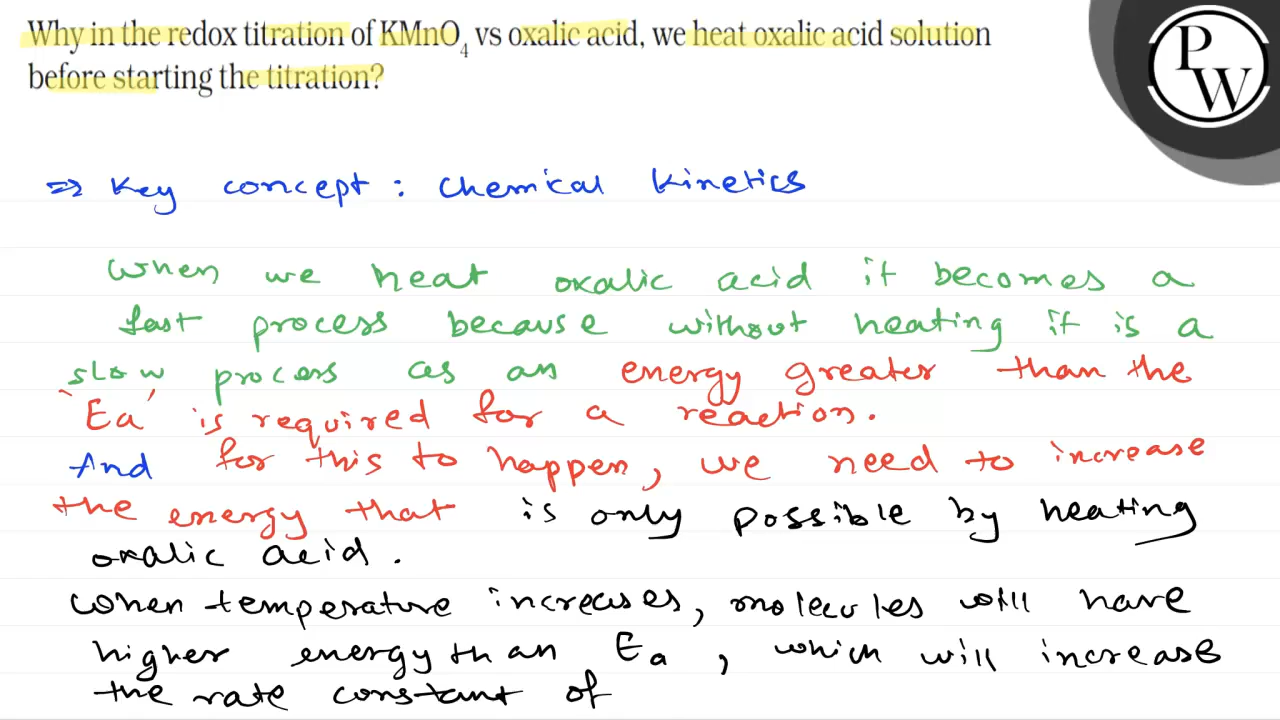 Why in the redox titration of KMnO₄ vs oxalic acid, we heat oxalic acid solution
before starting the titration?
P
W
⇒ Key concept : Chemical kinetics
When we heat oxalic acid it becomes a
fast process because without heating it is a
slow process as an energy greater than the
'Ea' is required for a reaction.
And for this to happen, we need to increase
the energy that is only possible by heating
oxalic acid.
When temperature increases, molecules will have
higher energy than Ea, which will increase
the rate constant of